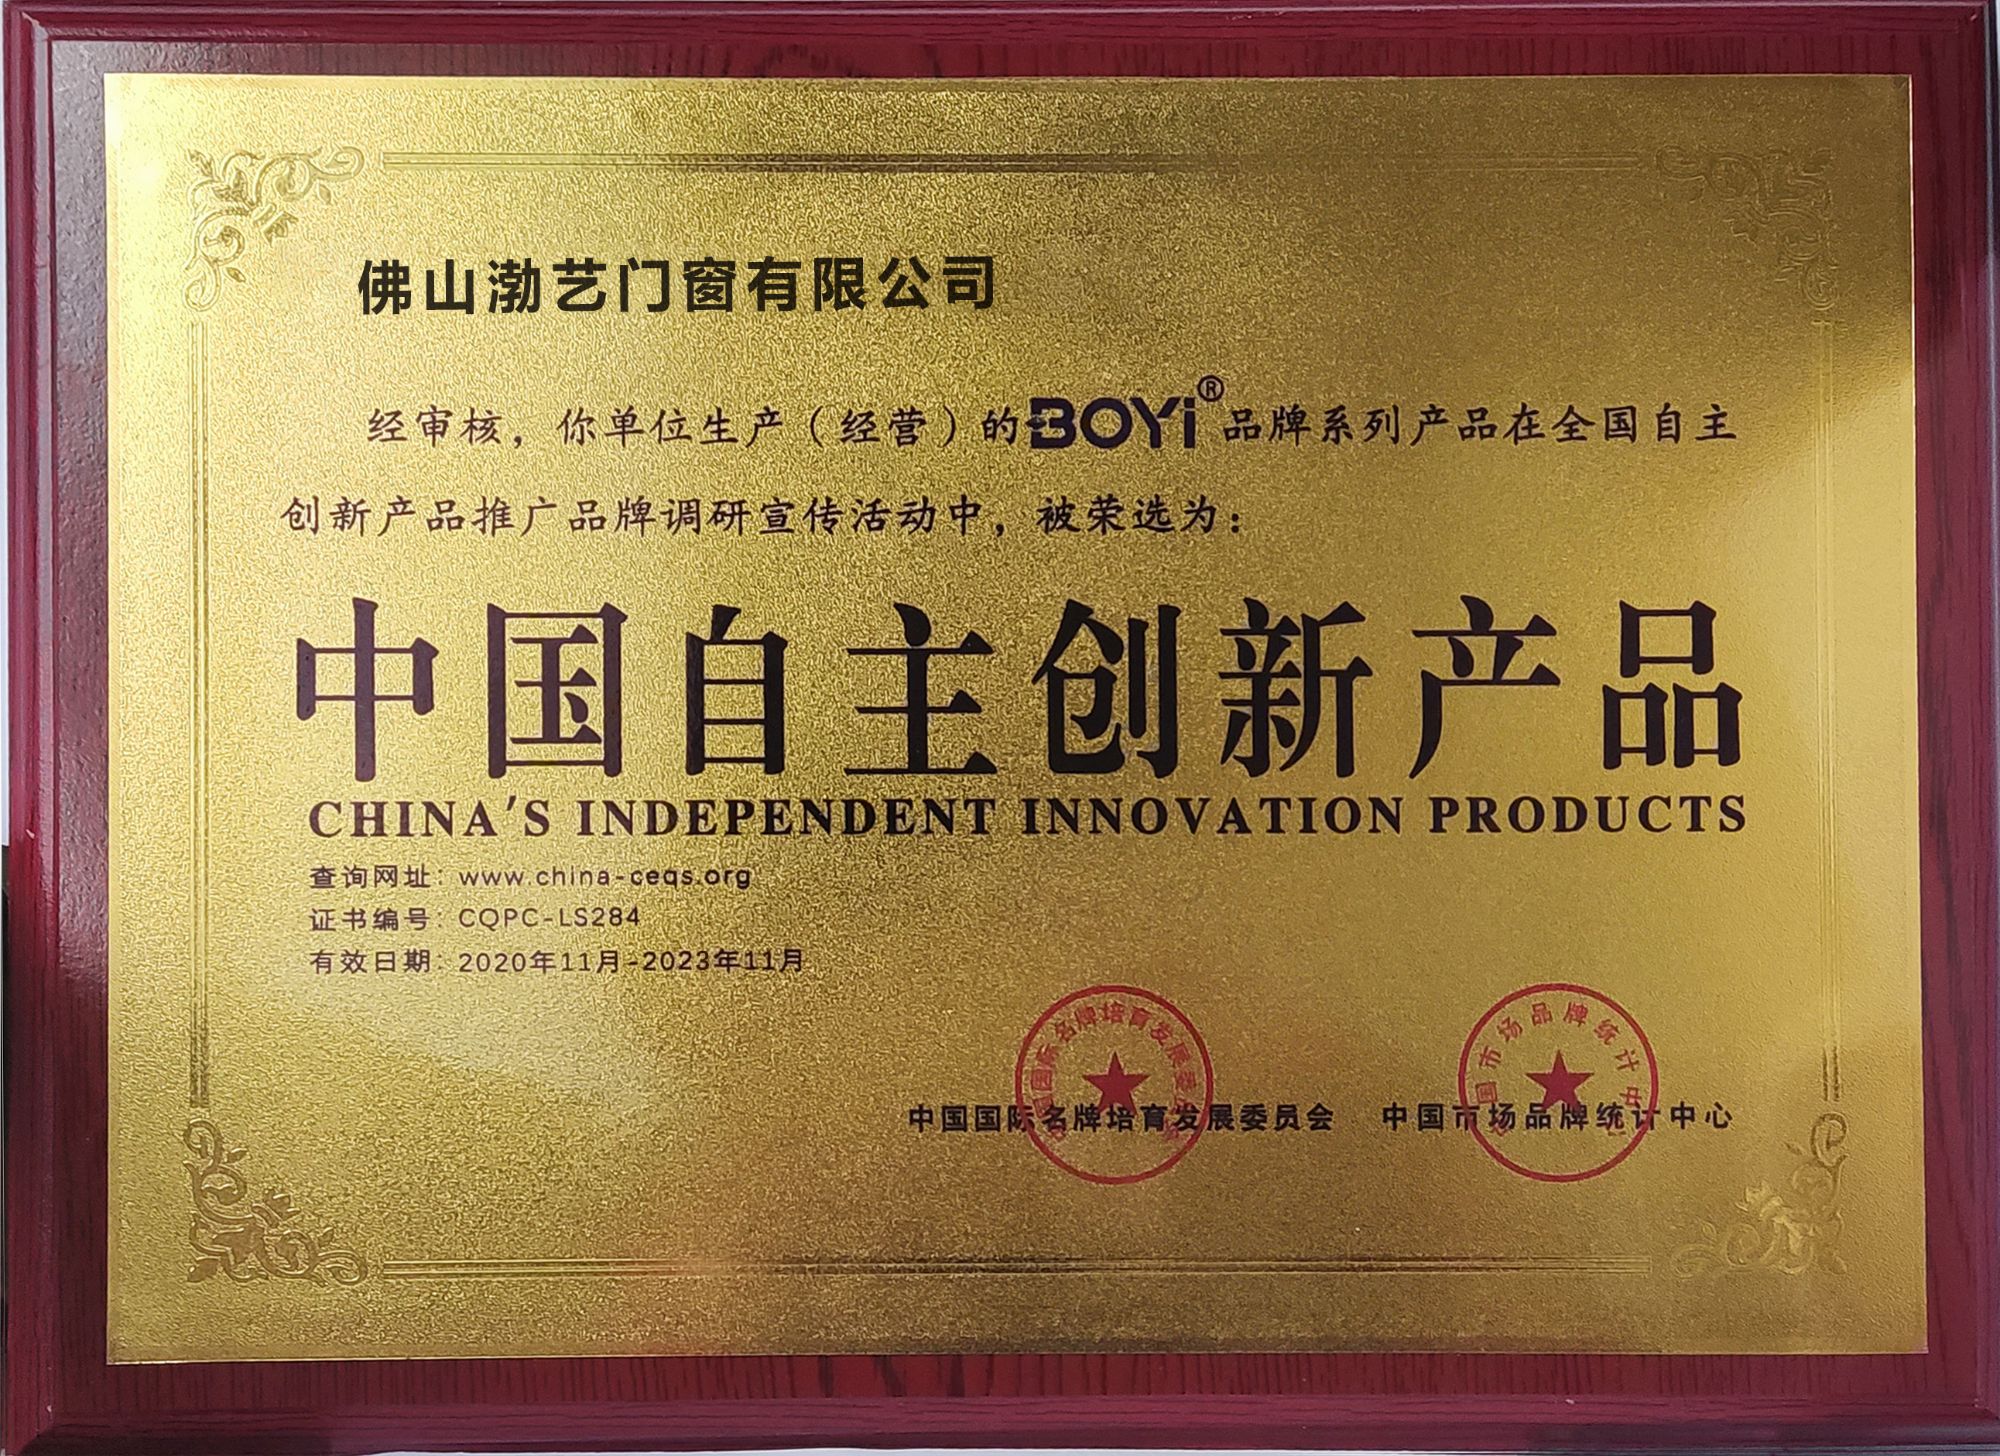 佛山渤艺门窗有限公司
经审核，你单位生产（经营）的BOYi®品牌系列产品在全国自主
创新产品推广品牌调研宣传活动中，被荣选为：
中国自主创新产品
CHINA'S INDEPENDENT INNOVATION PRODUCTS
查询网址：www.china-ceqs.org
证书编号：CQPC-LS284
有效日期：2020年11月-2023年11月
中国国际名牌培育发展委员会 中国市场品牌统计中心